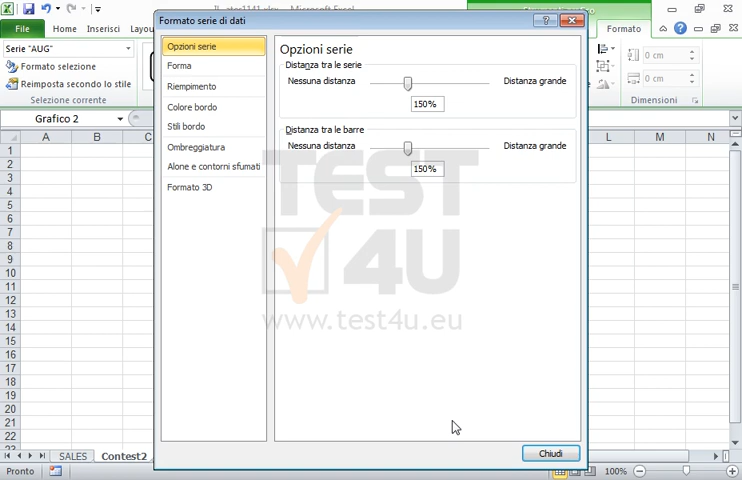 Formato serie di dati
File
Home
Inserisci
Layou
Formato
Serie "AUG"
Formato selezione
Reimposta secondo lo stile
Selezione corrente
0 cm
0 cm
Dimensioni
Grafico 2
Opzioni serie
Forma
Riempimento
Colore bordo
Stili bordo
Ombreggiatura
Alone e contorni sfumati
Formato 3D
Opzioni serie
Distanza tra le serie
Nessuna distanza
Distanza grande
150%
Distanza tra le barre
Nessuna distanza
Distanza grande
150%
TEST
4U
www.test4u.eu
Chiudi
A B C L M N
1
2
3
4
5
6
7
8
9
10
11
12
13
14
15
16
17
18
19
20
21
22
23
SALES Contest2
Pronto
100%